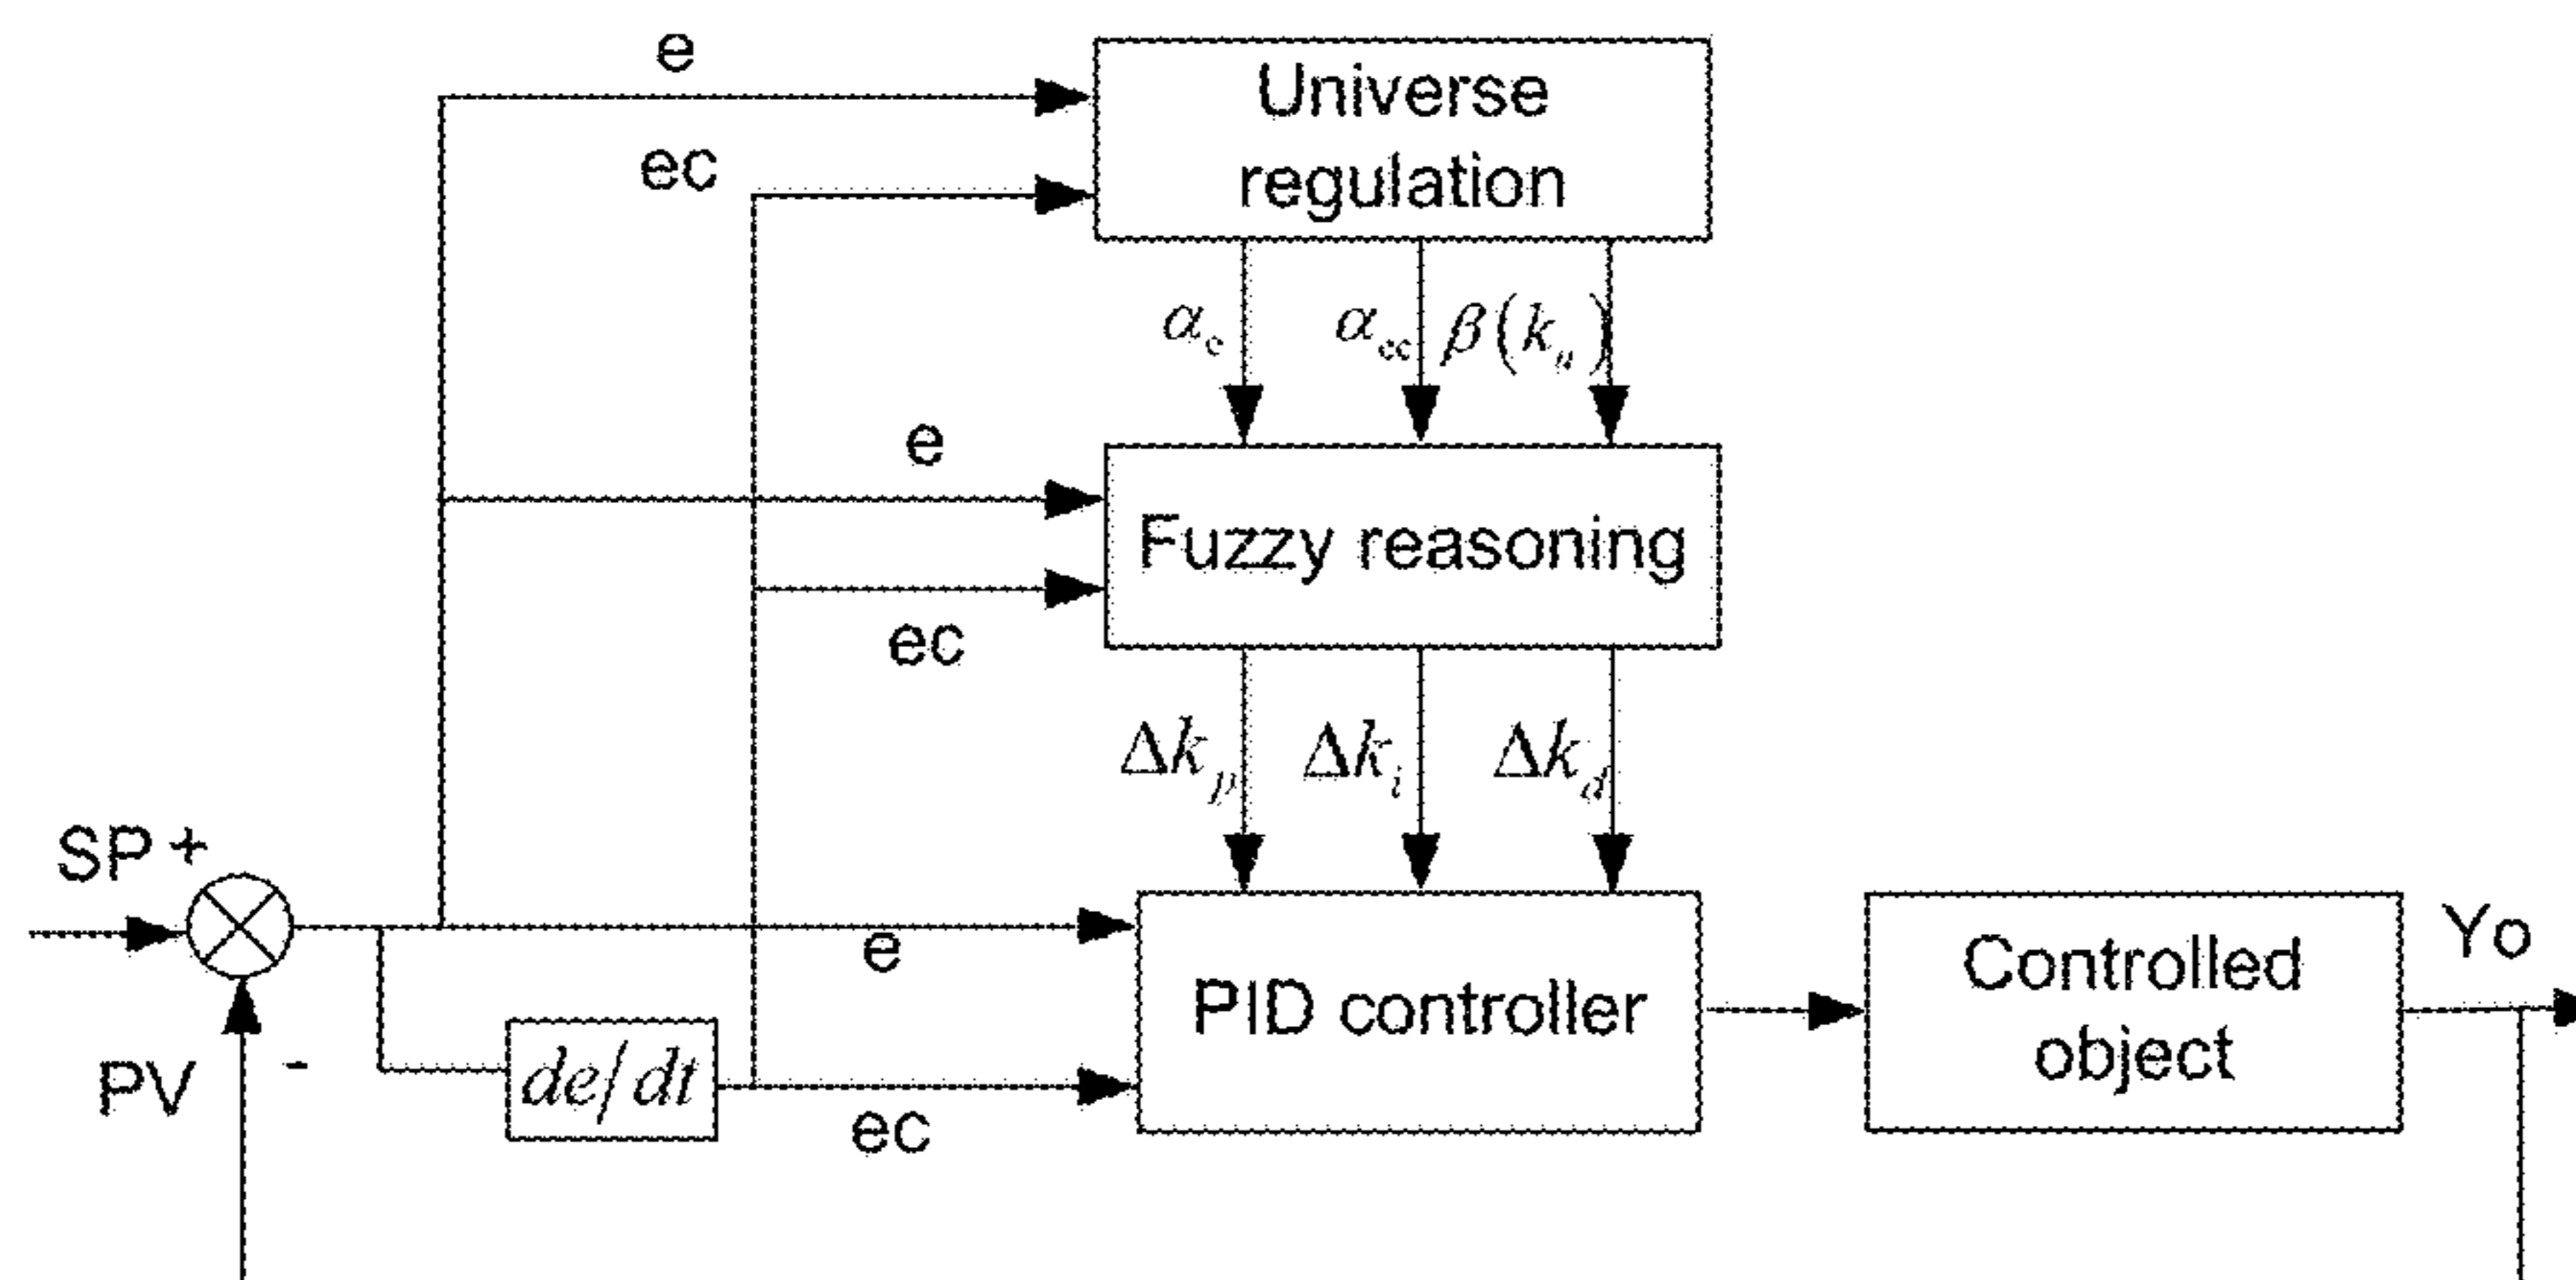 e
Universe
regulation
ec
αe
αec
β(ku)
e
Fuzzy reasoning
ec
Δkp
Δki
Δkd
SP +
e
PID controller
Controlled
object
Yo
PV
-
de/dt
ec